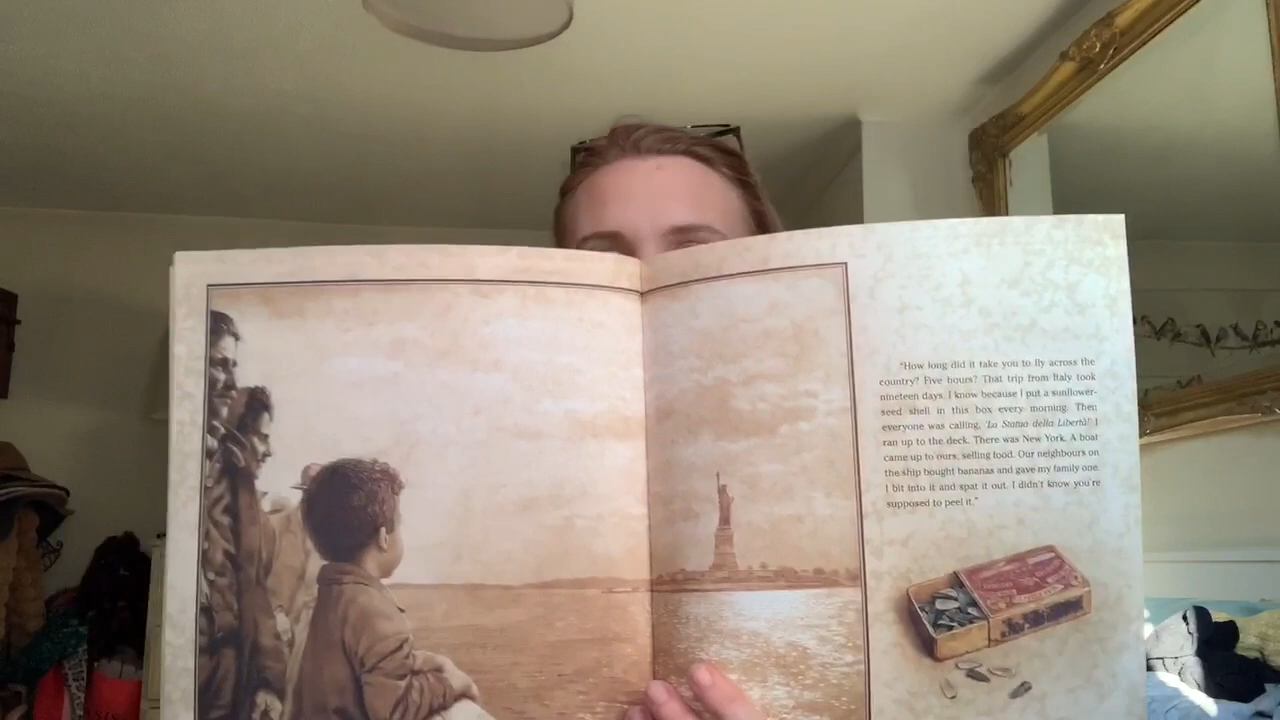 "How long did it take you to fly across the
country? Five hours? That trip from Italy took
nineteen days. I know because I put a sunflower-
seed shell in this box every morning. Then
everyone was calling, 'La Statua della Libertà!' I
ran up to the deck. There was New York. A boat
came up to ours, selling food. Our neighbours on
the ship bought bananas and gave my family one.
I bit into it and spat it out. I didn't know you're
supposed to peel it."